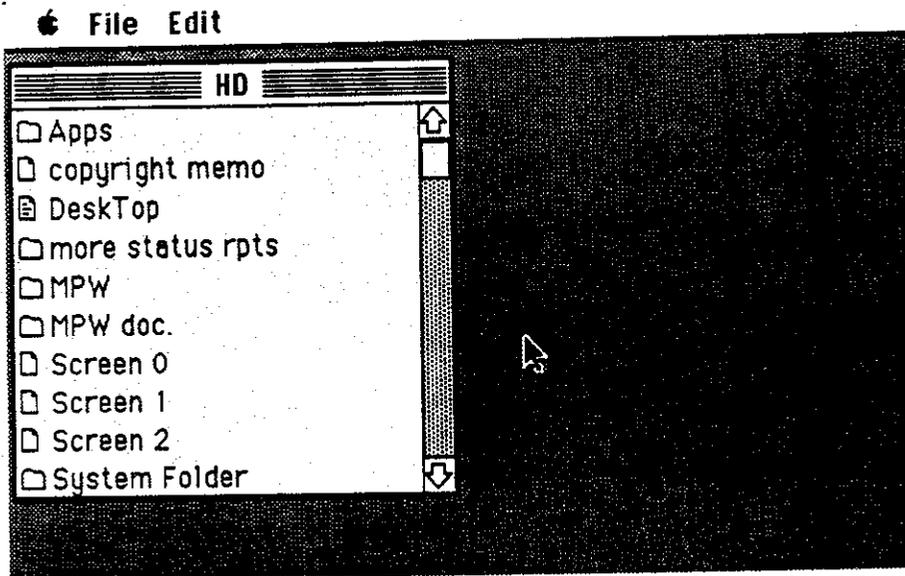 File Edit
HD
Apps
copyright memo
DeskTop
more status rpts
MPW
MPW doc.
Screen 0
Screen 1
Screen 2
System Folder